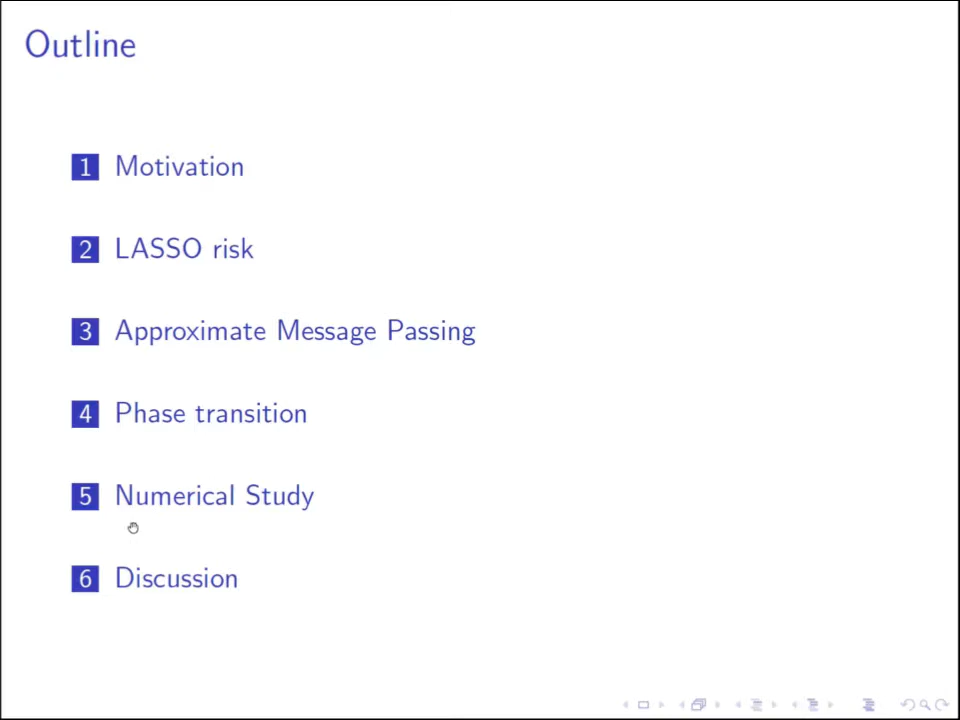 Outline
1 Motivation
2 LASSO risk
3 Approximate Message Passing
4 Phase transition
5 Numerical Study
6 Discussion